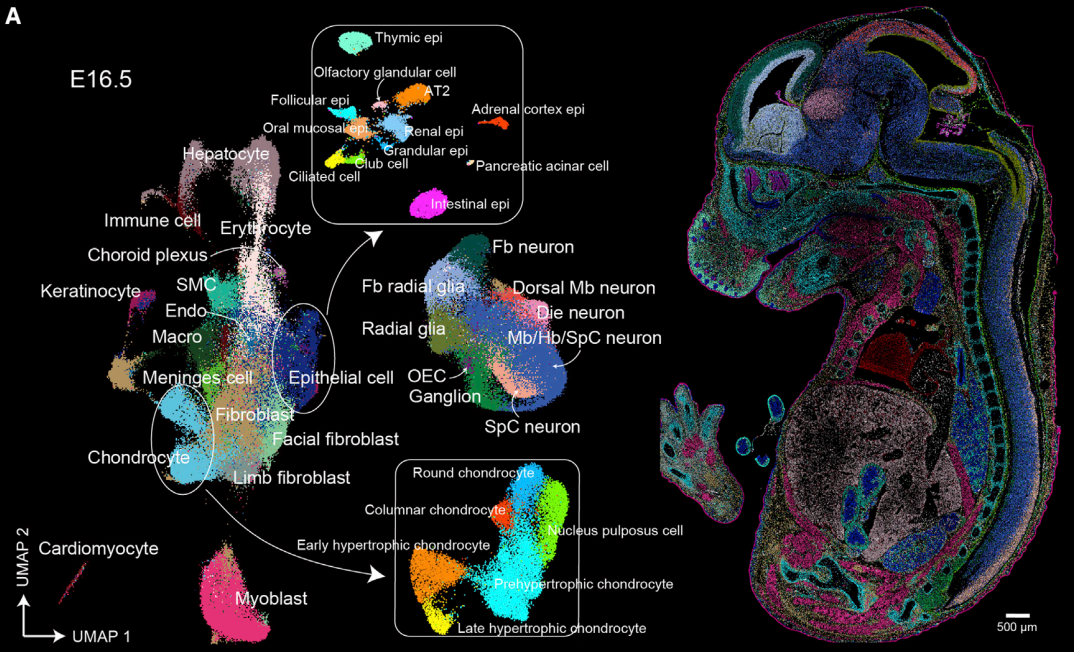 A
E16.5
Thymic epi
Olfactory glandular cell
AT2
Follicular epi
Adrenal cortex epi
Oral mucosal epi
Renal epi
Grandular epi
Club cell
Pancreatic acinar cell
Ciliated cell
Intestinal epi
Hepatocyte
Immune cell
Erythrocyte
Choroid plexus
SMC
Keratinocyte
Endo
Macro
Meninges cell
Epithelial cell
Fibroblast
Facial fibroblast
Chondrocyte
Limb fibroblast
Fb neuron
Fb radial glia
Dorsal Mb neuron
Die neuron
Radial glia
Mb/Hb/SpC neuron
OEC
Ganglion
SpC neuron
Round chondrocyte
Columnar chondrocyte
Nucleus pulposus cell
Early hypertrophic chondrocyte
Prehypertrophic chondrocyte
Late hypertrophic chondrocyte
Cardiomyocyte
Myoblast
UMAP 2
UMAP 1
500 μm